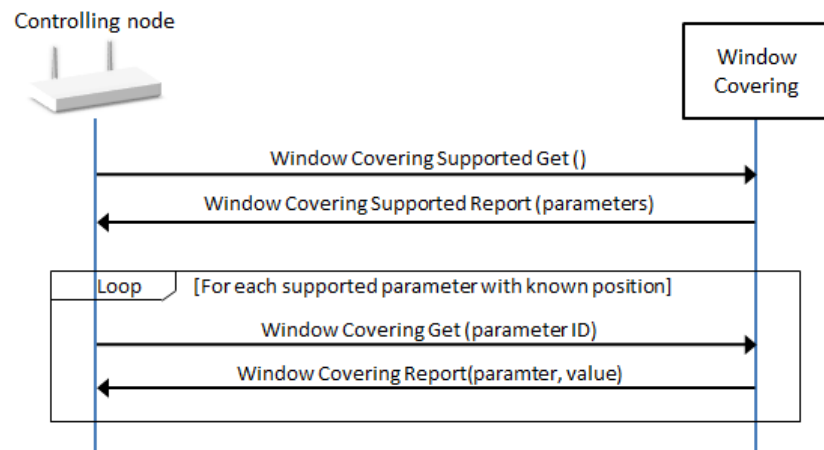 Controlling node
Window
Covering
Window Covering Supported Get ()
Window Covering Supported Report (parameters)
Loop [For each supported parameter with known position]
Window Covering Get (parameter ID)
Window Covering Report(paramter, value)